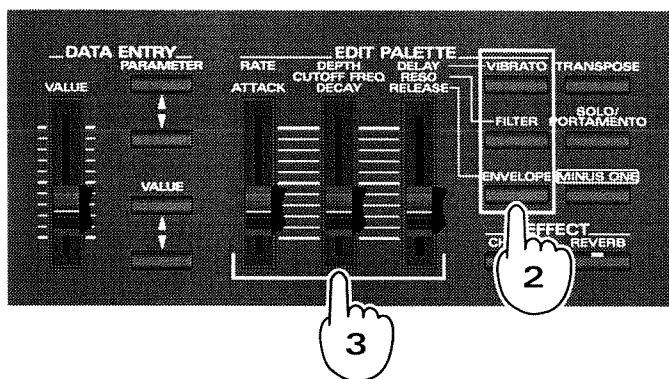 DATA ENTRY
PARAMETER
VALUE
VALUE
EDIT PALETTE
RATE DEPTH DELAY
CUTOFF FREQ RESO
ATTACK DECAY RELEASE
VIBRATO TRANSPOSE
SOLO/
FILTER PORTAMENTO
ENVELOPE MINUS ONE
EFFECT
REVERB
2
3